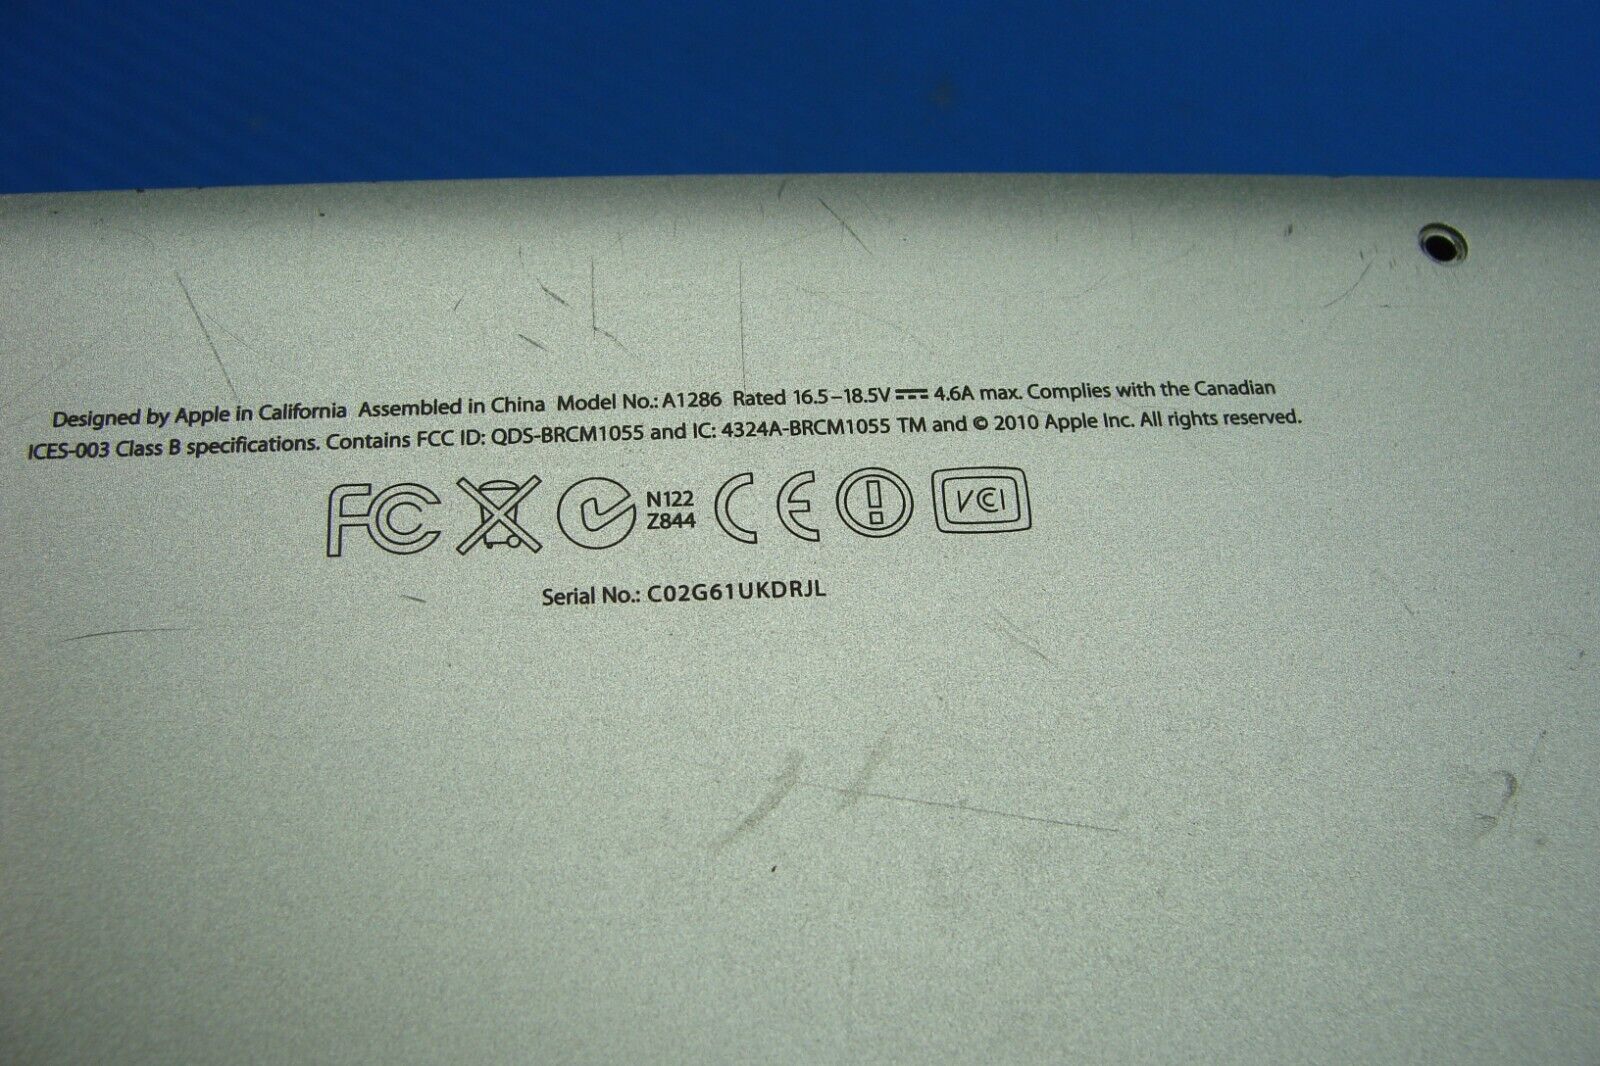 Designed by Apple in California Assembled in China Model No.: A1286 Rated 16.5–18.5V ⎓ 4.6A max. Complies with the Canadian
ICES-003 Class B specifications. Contains FCC ID: QDS-BRCM1055 and IC: 4324A-BRCM1055 TM and © 2010 Apple Inc. All rights reserved.
FC N122 CE VCI
Z844
Serial No.: C02G61UKDRJL